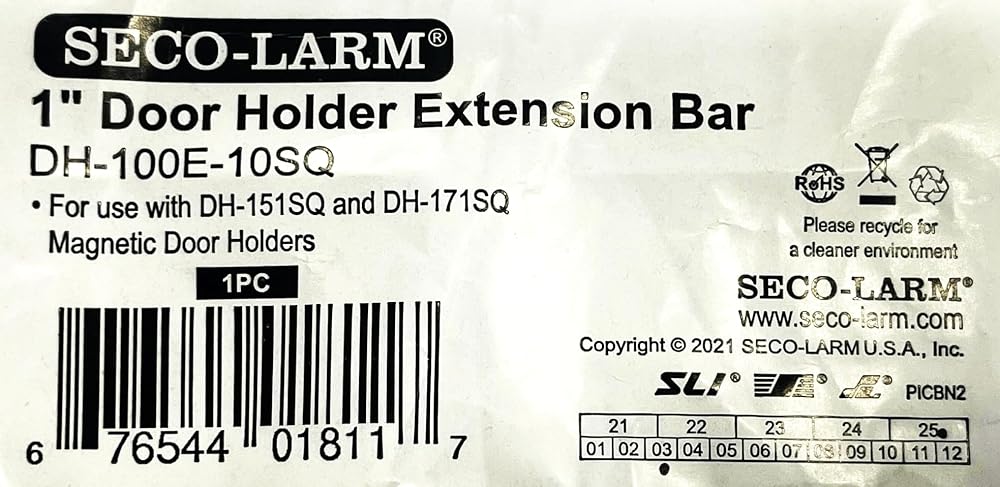 SECO-LARM®
1" Door Holder Extension Bar
DH-100E-10SQ
• For use with DH-151SQ and DH-171SQ
Magnetic Door Holders
1PC
6 76544 01811 7
RoHS
Please recycle for
a cleaner environment
SECO-LARM®
www.seco-larm.com
Copyright © 2021 SECO-LARM U.S.A., Inc.
SLI® ® ® PICBN2
21 22 23 24 25
01 02 03 04 05 06 07 08 09 10 11 12